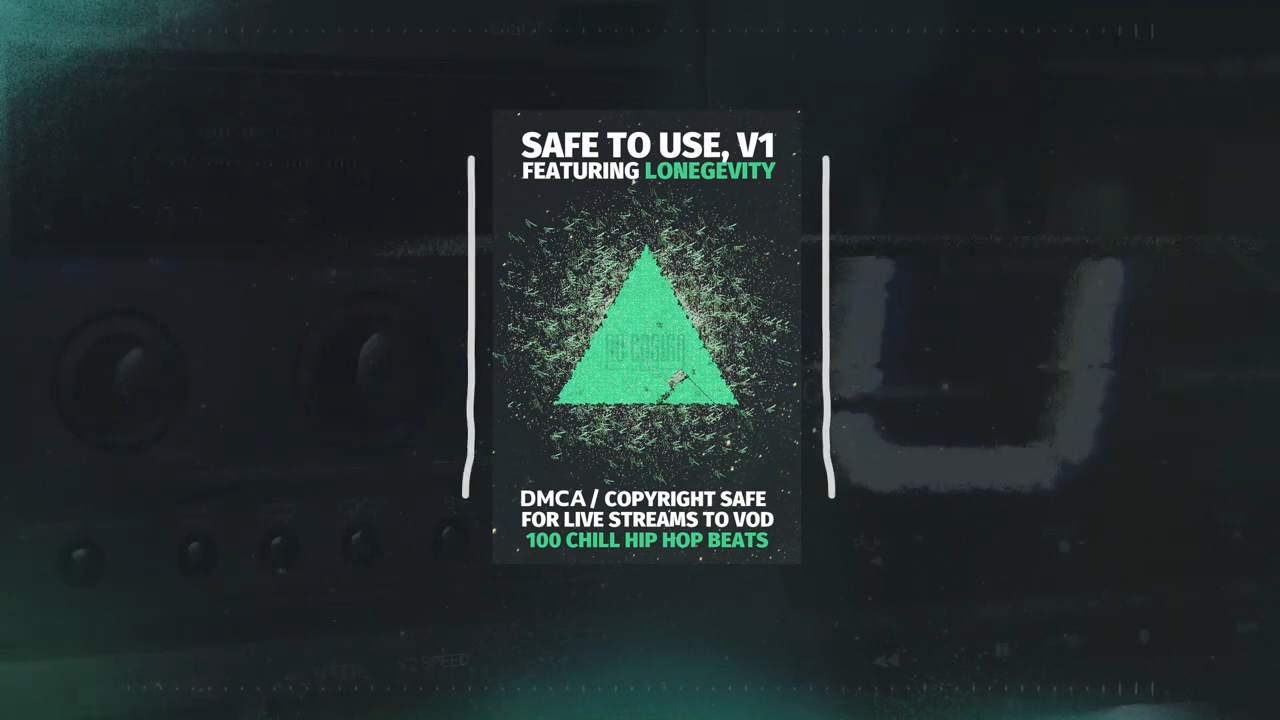 SAFE TO USE, V1
FEATURING LONEGEVITY
DMCA / COPYRIGHT SAFE
FOR LIVE STREAMS TO VOD
100 CHILL HIP HOP BEATS
SPEED